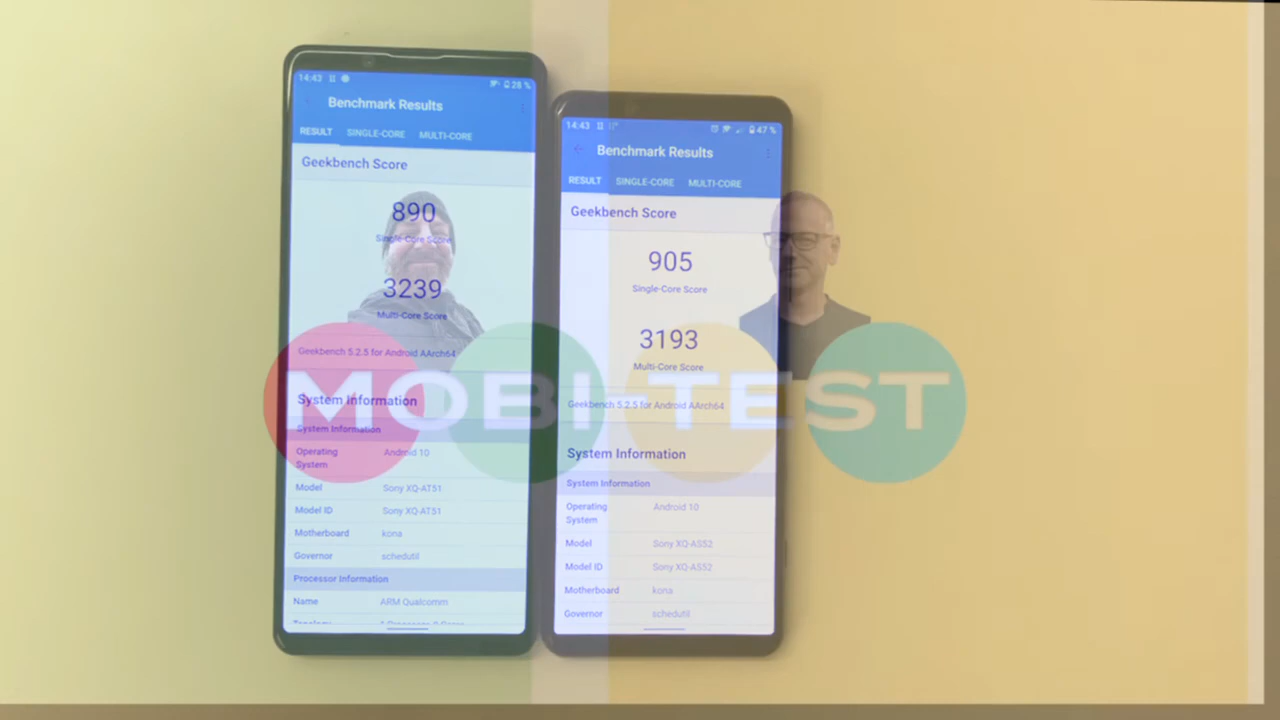 14:43
28 %
Benchmark Results
RESULT SINGLE-CORE MULTI-CORE
Geekbench Score
890
Single-Core Score
3239
Multi-Core Score
Geekbench 5.2.5 for Android AArch64
System Information
System Information
Operating System Android 10
Model Sony XQ-AT51
Model ID Sony XQ-AT51
Motherboard kona
Governor schedutil
Processor Information
Name ARM Qualcomm
14:43
47 %
Benchmark Results
RESULT SINGLE-CORE MULTI-CORE
Geekbench Score
905
Single-Core Score
3193
Multi-Core Score
Geekbench 5.2.5 for Android AArch64
System Information
System Information
Operating System Android 10
Model Sony XQ-AS52
Model ID Sony XQ-AS52
Motherboard kona
Governor schedutil
MOBI-TEST